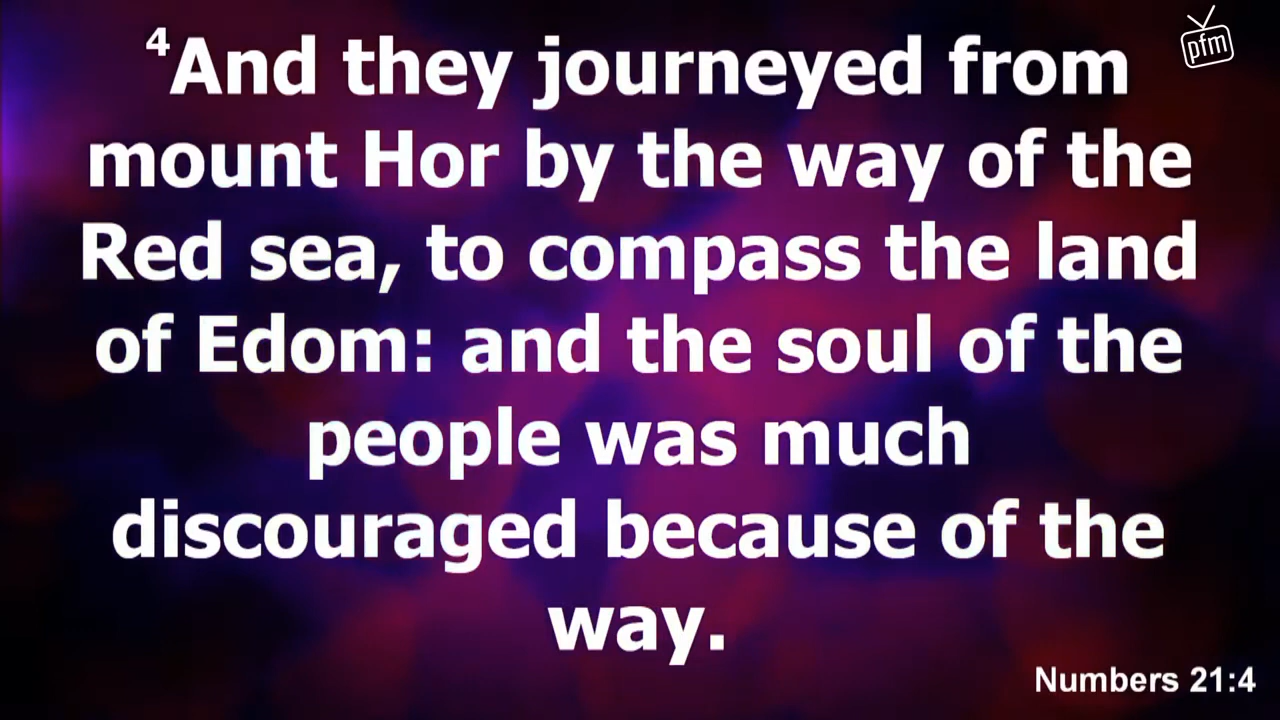 pfm
4And they journeyed from
mount Hor by the way of the
Red sea, to compass the land
of Edom: and the soul of the
people was much
discouraged because of the
way.
Numbers 21:4